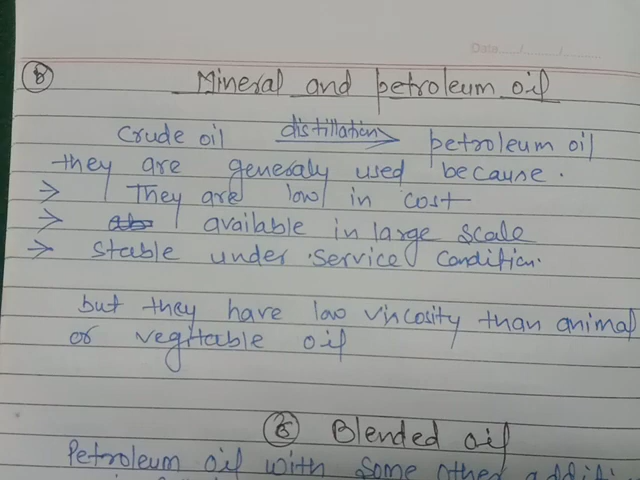 Data....../........./.........
B Mineral and petroleum oil
Crude oil distillation petroleum oil
they are generaly used because.
→ They are low in cost
→ available in large scale
→ Stable under service condition.
but they have low viscosity than animal
or vegitable oil
Blended oil
Petroleum oil with some other additi